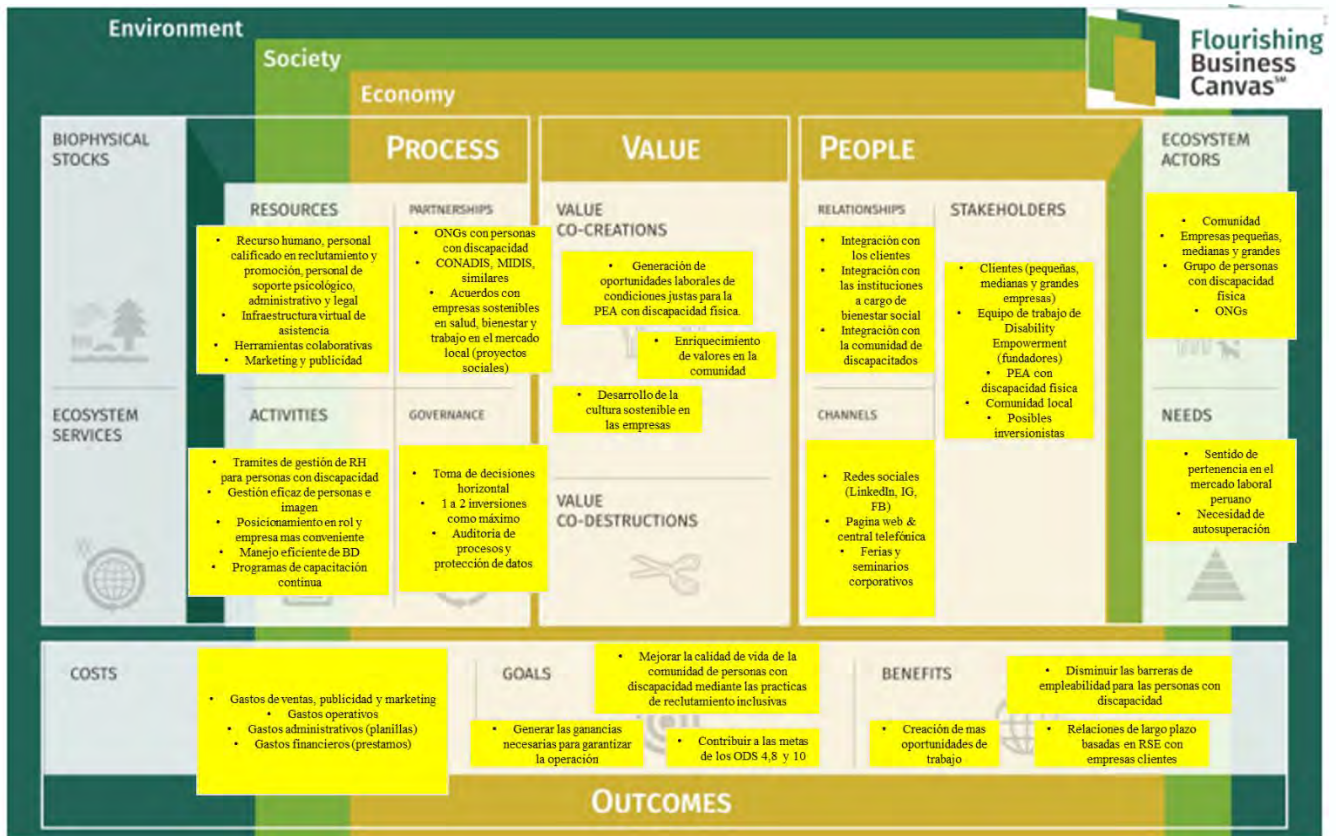 Environment
Society
Economy
Flourishing
Business
Canvas℠
BIOPHYSICAL
STOCKS
PROCESS
RESOURCES
• Recurso humano, personal
calificado en reclutamiento y
promoción, personal de
soporte psicológico,
administrativo y legal
• Infraestructura virtual de
asistencia
• Herramientas colaborativas
• Marketing y publicidad
PARTNERSHIPS
• ONGs con personas
con discapacidad
• CONADIS, MIDIS,
similares
• Acuerdos con
empresas sostenibles
en salud, bienestar y
trabajo en el mercado
local (proyectos
sociales)
VALUE
VALUE
CO-CREATIONS
• Generación de
oportunidades laborales de
condiciones justas para la
PEA con discapacidad física.
• Enriquecimiento
de valores en la
comunidad
• Desarrollo de la
cultura sostenible en
las empresas
PEOPLE
RELATIONSHIPS
• Integración con
los clientes
• Integración con
las instituciones
a cargo de
bienestar social
• Integración con
la comunidad de
discapacitados
STAKEHOLDERS
• Clientes (pequeñas,
medianas y grandes
empresas)
• Equipo de trabajo de
Disability
Empowerment
(fundadores)
• PEA con
discapacidad física
• Comunidad local
• Posibles
inversionistas
ECOSYSTEM
ACTORS
• Comunidad
• Empresas pequeñas,
medianas y grandes
• Grupo de personas
con discapacidad
física
• ONGs
ECOSYSTEM
SERVICES
ACTIVITIES
• Tramites de gestión de RH
para personas con discapacidad
• Gestión eficaz de personas e
imagen
• Posicionamiento en rol y
empresa mas conveniente
• Manejo eficiente de BD
• Programas de capacitación
continua
GOVERNANCE
• Toma de decisiones
horizontal
• 1 a 2 inversiones
como máximo
• Auditoria de
procesos y
protección de datos
VALUE
CO-DESTRUCTIONS
CHANNELS
• Redes sociales
(LinkedIn, IG,
FB)
• Pagina web &
central telefónica
• Ferias y
seminarios
corporativos
NEEDS
• Sentido de
pertenencia en el
mercado laboral
peruano
• Necesidad de
autosuperación
COSTS
• Gastos de ventas, publicidad y marketing
• Gastos operativos
• Gastos administrativos (planillas)
• Gastos financieros (prestamos)
GOALS
• Mejorar la calidad de vida de la
comunidad de personas con
discapacidad mediante las practicas
de reclutamiento inclusivas
• Generar las ganancias
necesarias para garantizar
la operación
• Contribuir a las metas
de los ODS 4,8 y 10
BENEFITS
• Disminuir las barreras de
empleabilidad para las personas con
discapacidad
• Creación de mas
oportunidades de
trabajo
• Relaciones de largo plazo
basadas en RSE con
empresas clientes
OUTCOMES